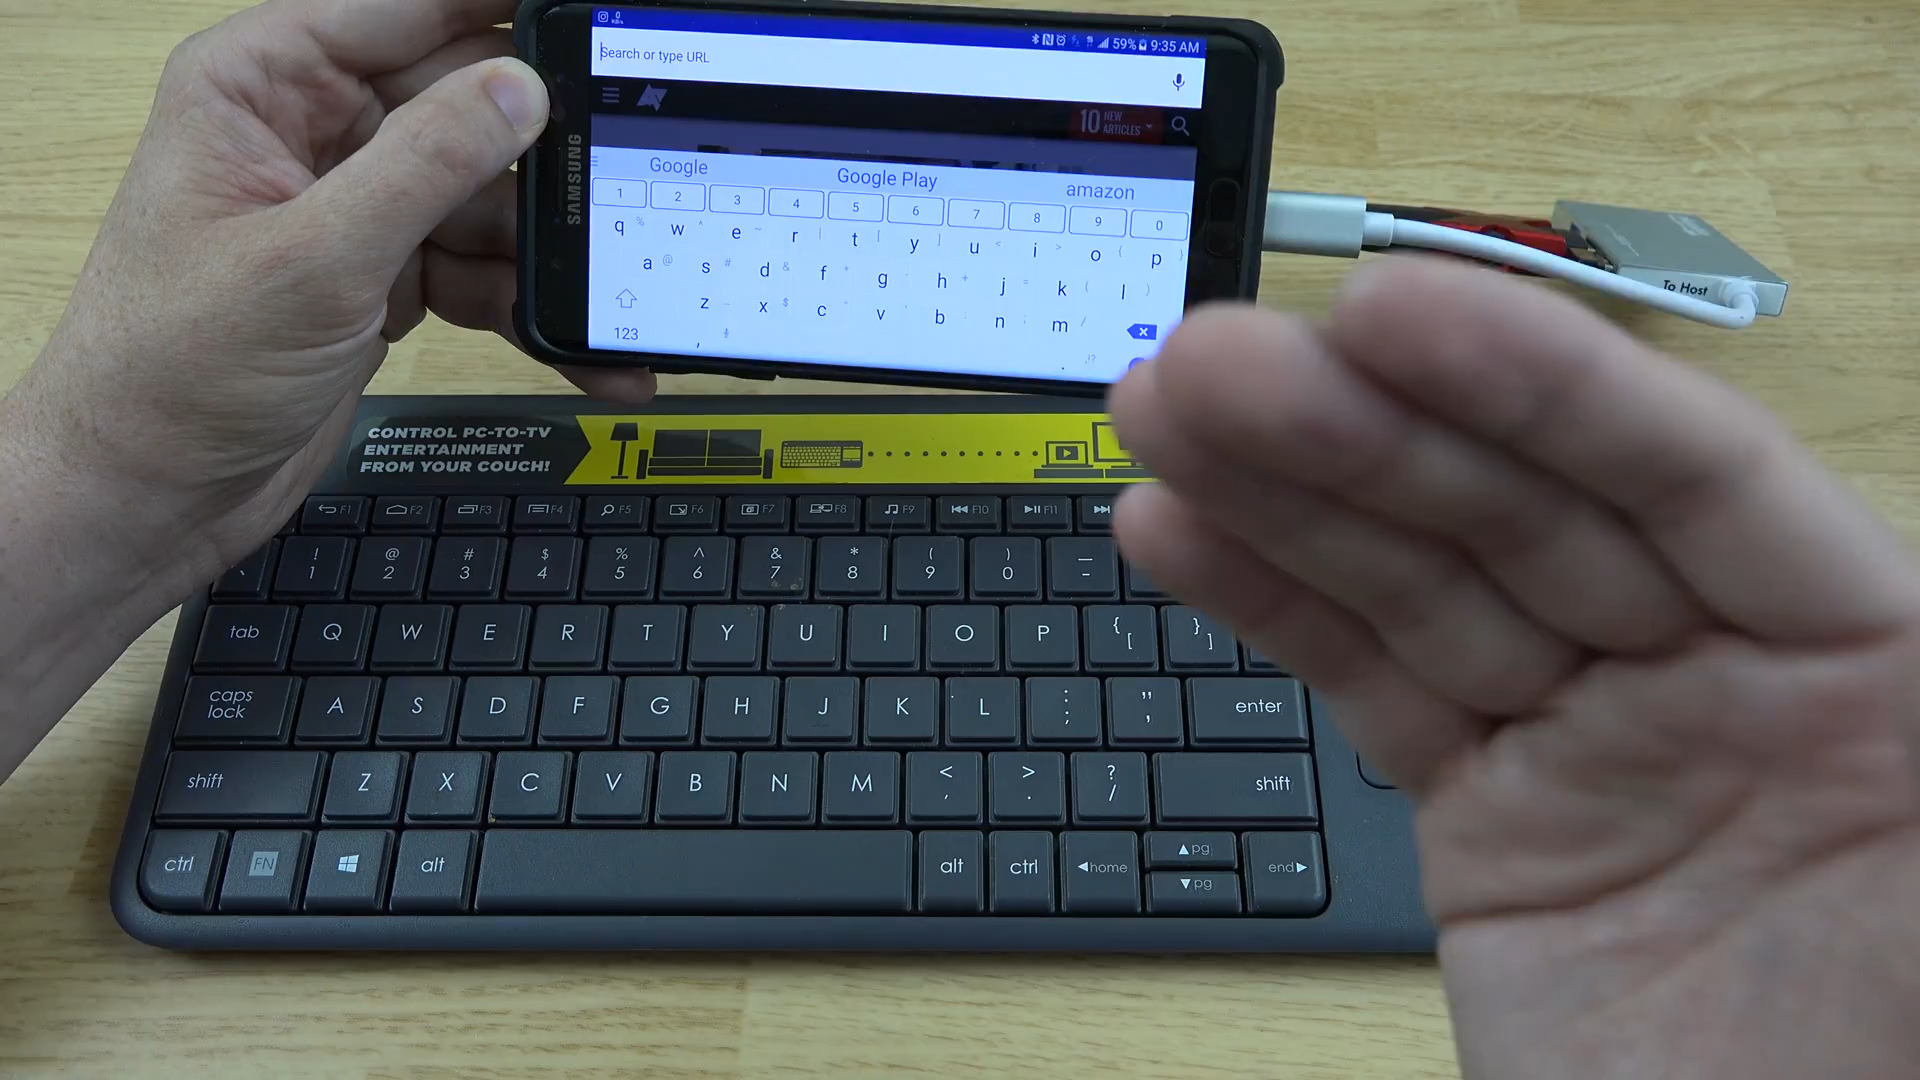 0
KB/s
59% 9:35 AM
Search or type URL
10 NEW ARTICLES
Google Google Play amazon
1 2 3 4 5 6 7 8 9 0
q w e r t y u i o p
a s d f g h j k l
z x c v b n m
123 , . ,!?
SAMSUNG
To Host
CONTROL PC-TO-TV
ENTERTAINMENT
FROM YOUR COUCH!
F1 F2 F3 F4 F5 F6 F7 F8 F9 F10 F11
! @ # $ % ^ & * ( ) _
1 2 3 4 5 6 7 8 9 0 -
tab Q W E R T Y U I O P { [ } ]
caps lock A S D F G H J K L : ; " ' enter
shift Z X C V B N M < , > . ? / shift
ctrl FN alt alt ctrl home pg pg end